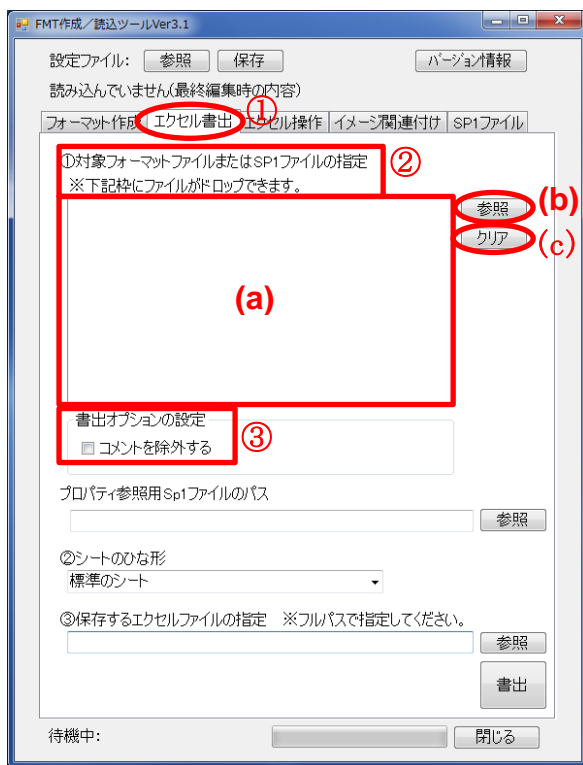 FMT作成／読込ツールVer3.1
設定ファイル: 参照 保存 バージョン情報
読み込んでいません(最終編集時の内容)
①
フォーマット作成 エクセル書出 エクセル操作 イメージ関連付け SP1ファイル
①対象フォーマットファイルまたはSP1ファイルの指定 ②
※下記枠にファイルがドロップできます。
参照 (b)
クリア (c)
(a)
書出オプションの設定
コメントを除外する ③
プロパティ参照用Sp1ファイルのパス
参照
②シートのひな形
標準のシート
③保存するエクセルファイルの指定 ※フルパスで指定してください。
参照
書出
待機中: 閉じる